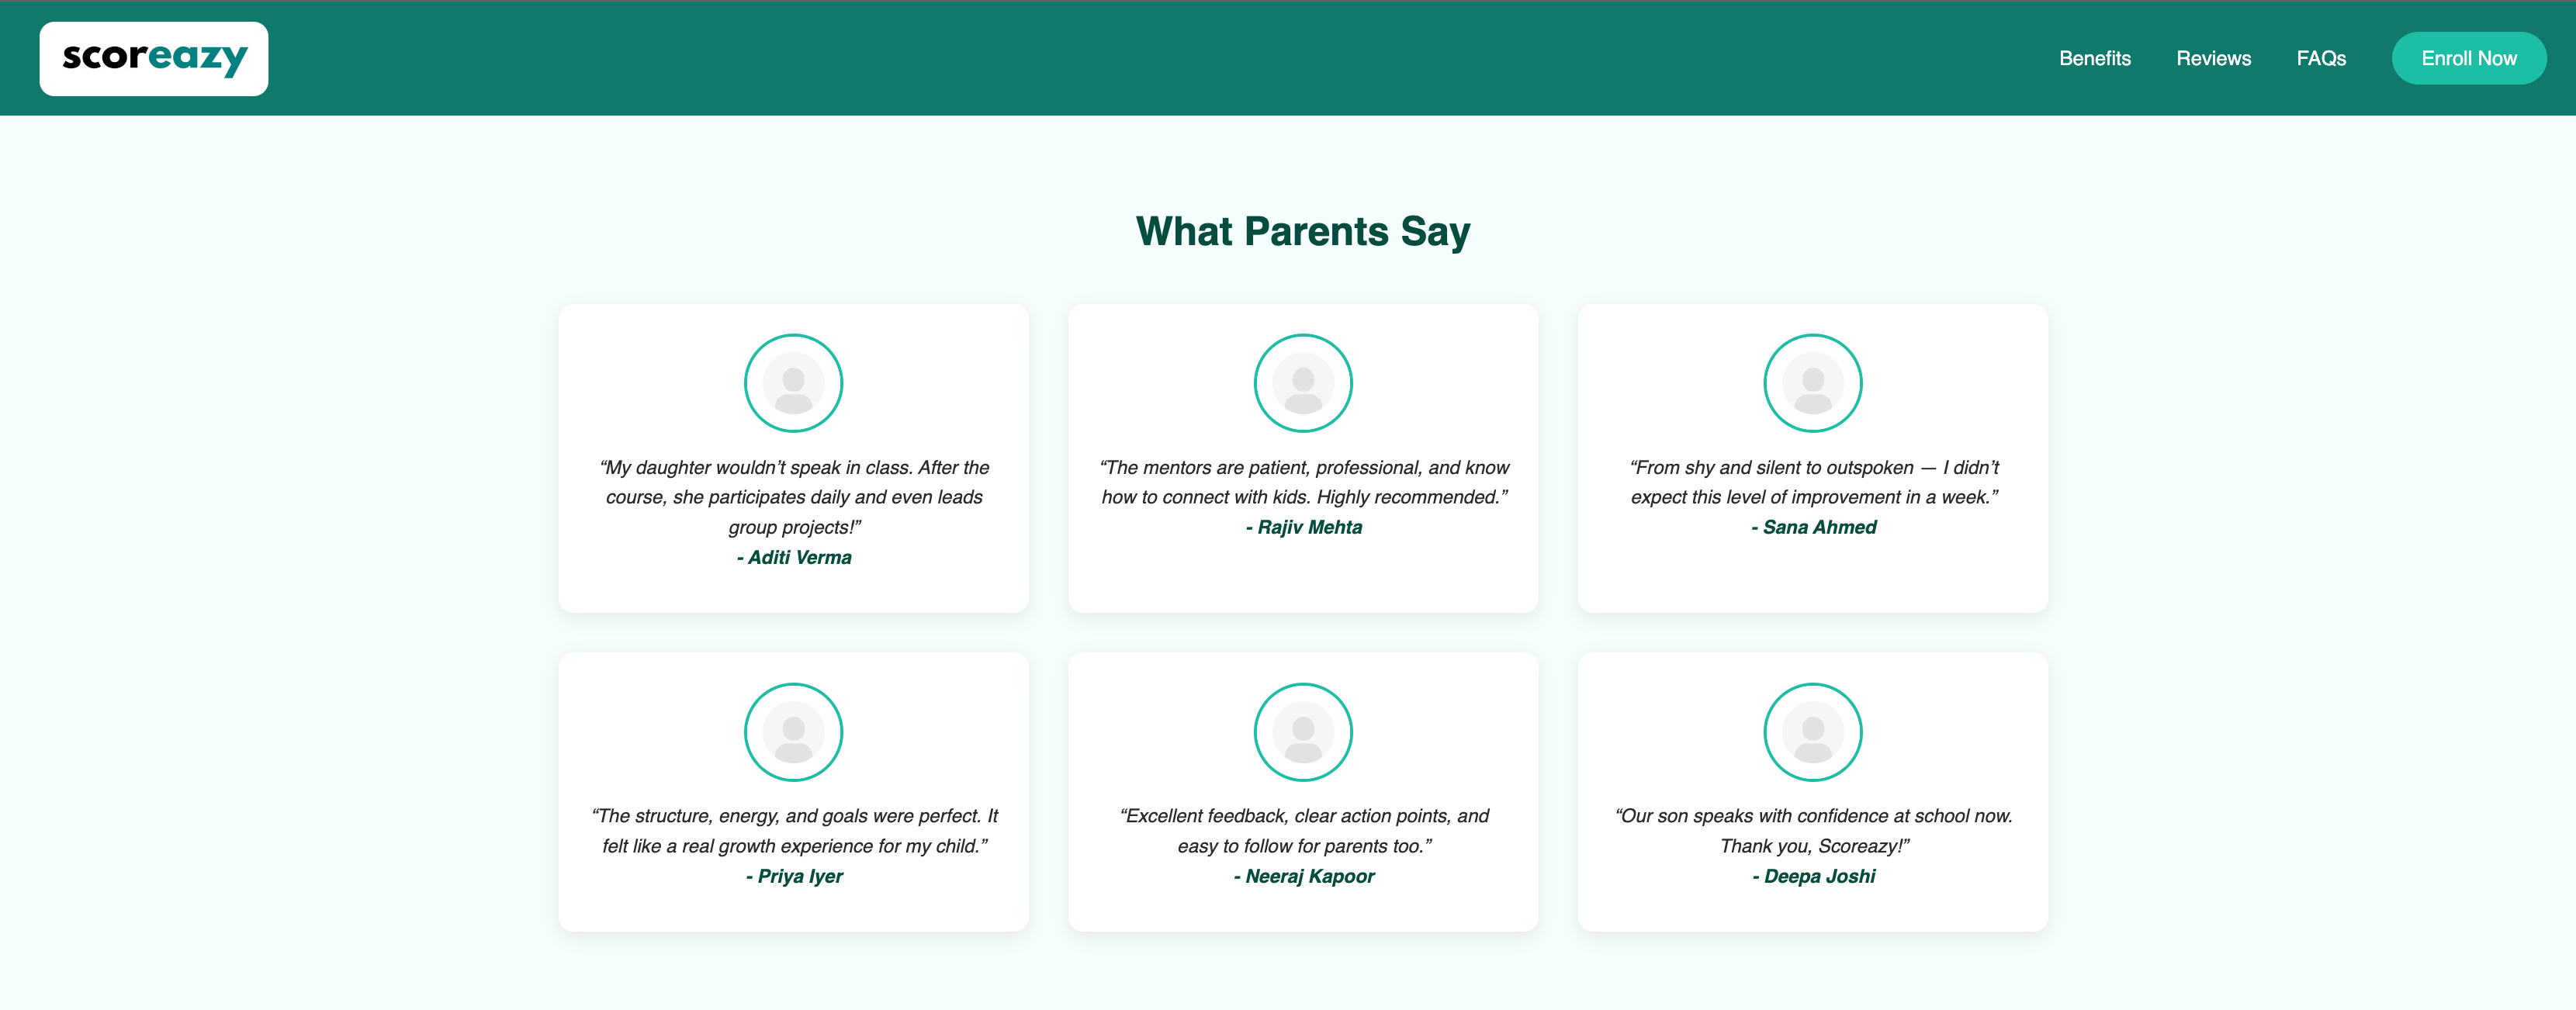 scoreazy
Benefits
Reviews
FAQs
Enroll Now
What Parents Say
“My daughter wouldn’t speak in class. After the
course, she participates daily and even leads
group projects!”
- Aditi Verma
“The mentors are patient, professional, and know
how to connect with kids. Highly recommended.”
- Rajiv Mehta
“From shy and silent to outspoken — I didn’t
expect this level of improvement in a week.”
- Sana Ahmed
“The structure, energy, and goals were perfect. It
felt like a real growth experience for my child.”
- Priya Iyer
“Excellent feedback, clear action points, and
easy to follow for parents too.”
- Neeraj Kapoor
“Our son speaks with confidence at school now.
Thank you, Scoreazy!”
- Deepa Joshi